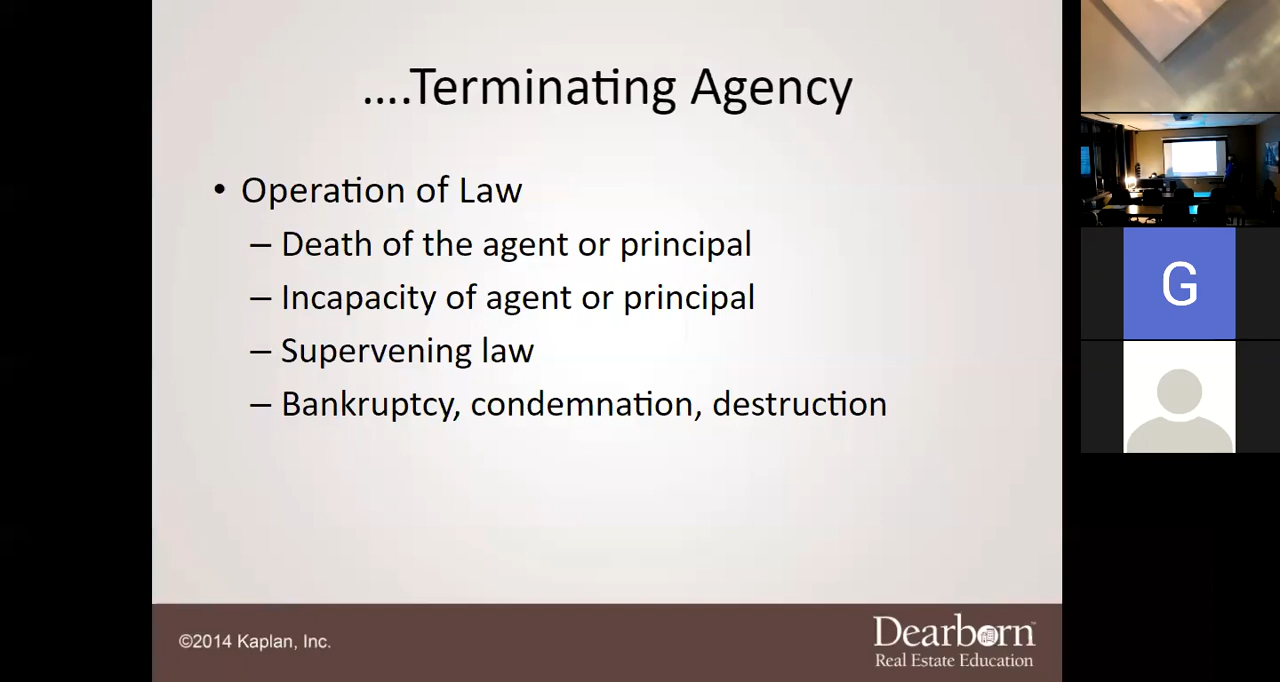 ....Terminating Agency
• Operation of Law
– Death of the agent or principal
– Incapacity of agent or principal
– Supervening law
– Bankruptcy, condemnation, destruction
©2014 Kaplan, Inc.
Dearborn™
Real Estate Education
G